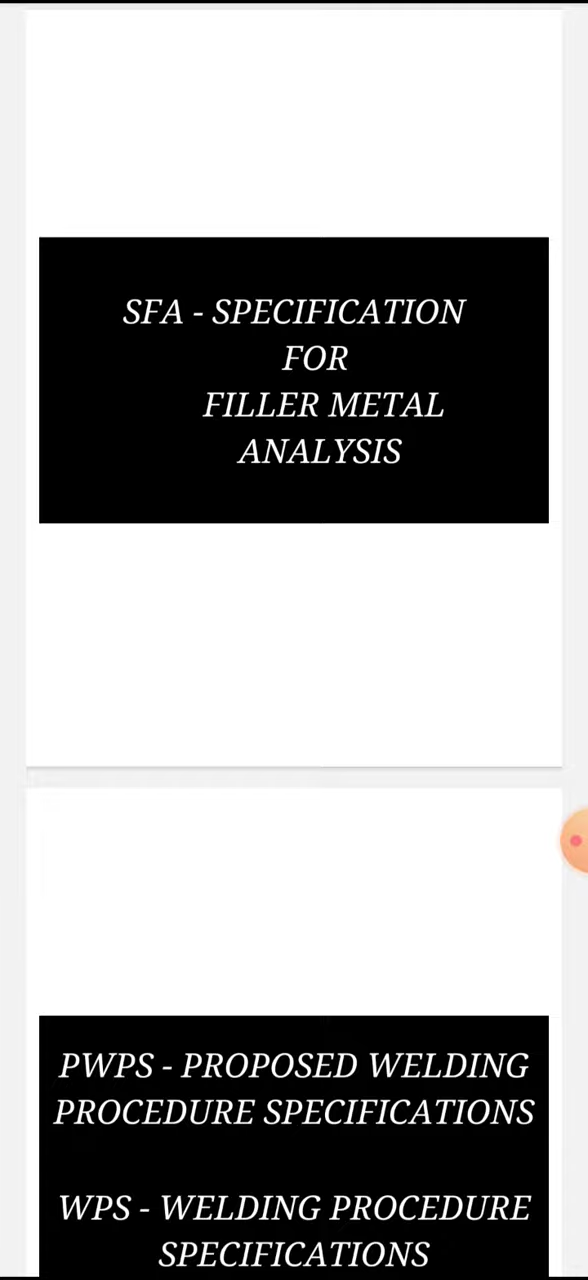 SFA - SPECIFICATION
FOR
FILLER METAL
ANALYSIS
PWPS - PROPOSED WELDING
PROCEDURE SPECIFICATIONS
WPS - WELDING PROCEDURE
SPECIFICATIONS